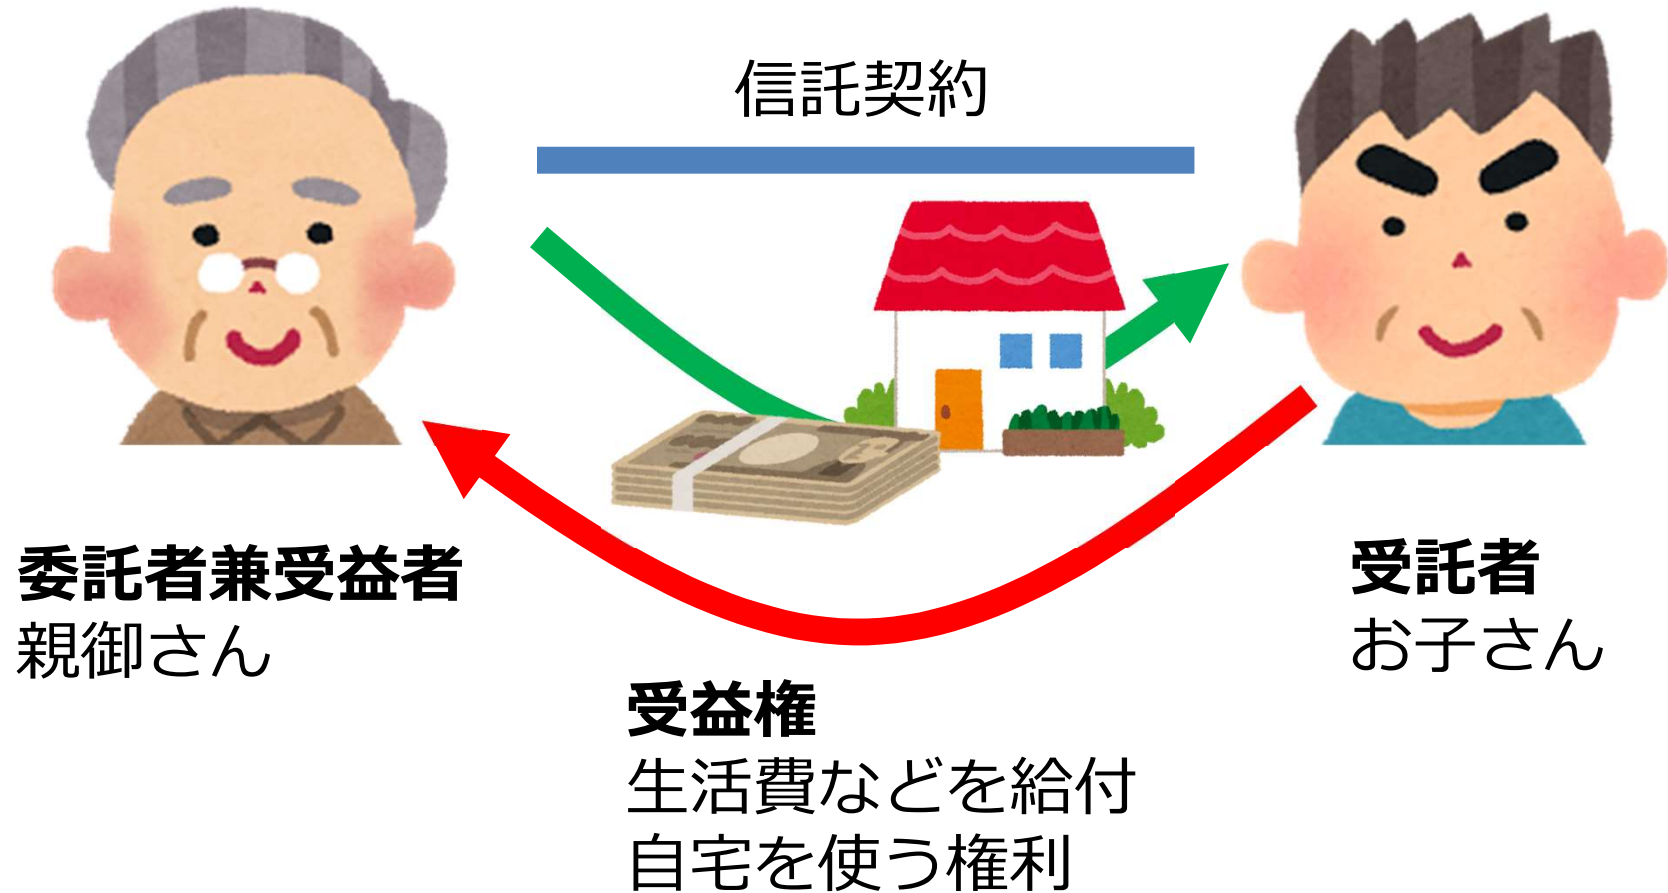 信託契約
委託者兼受益者
親御さん
受託者
お子さん
受益権
生活費などを給付
自宅を使う権利